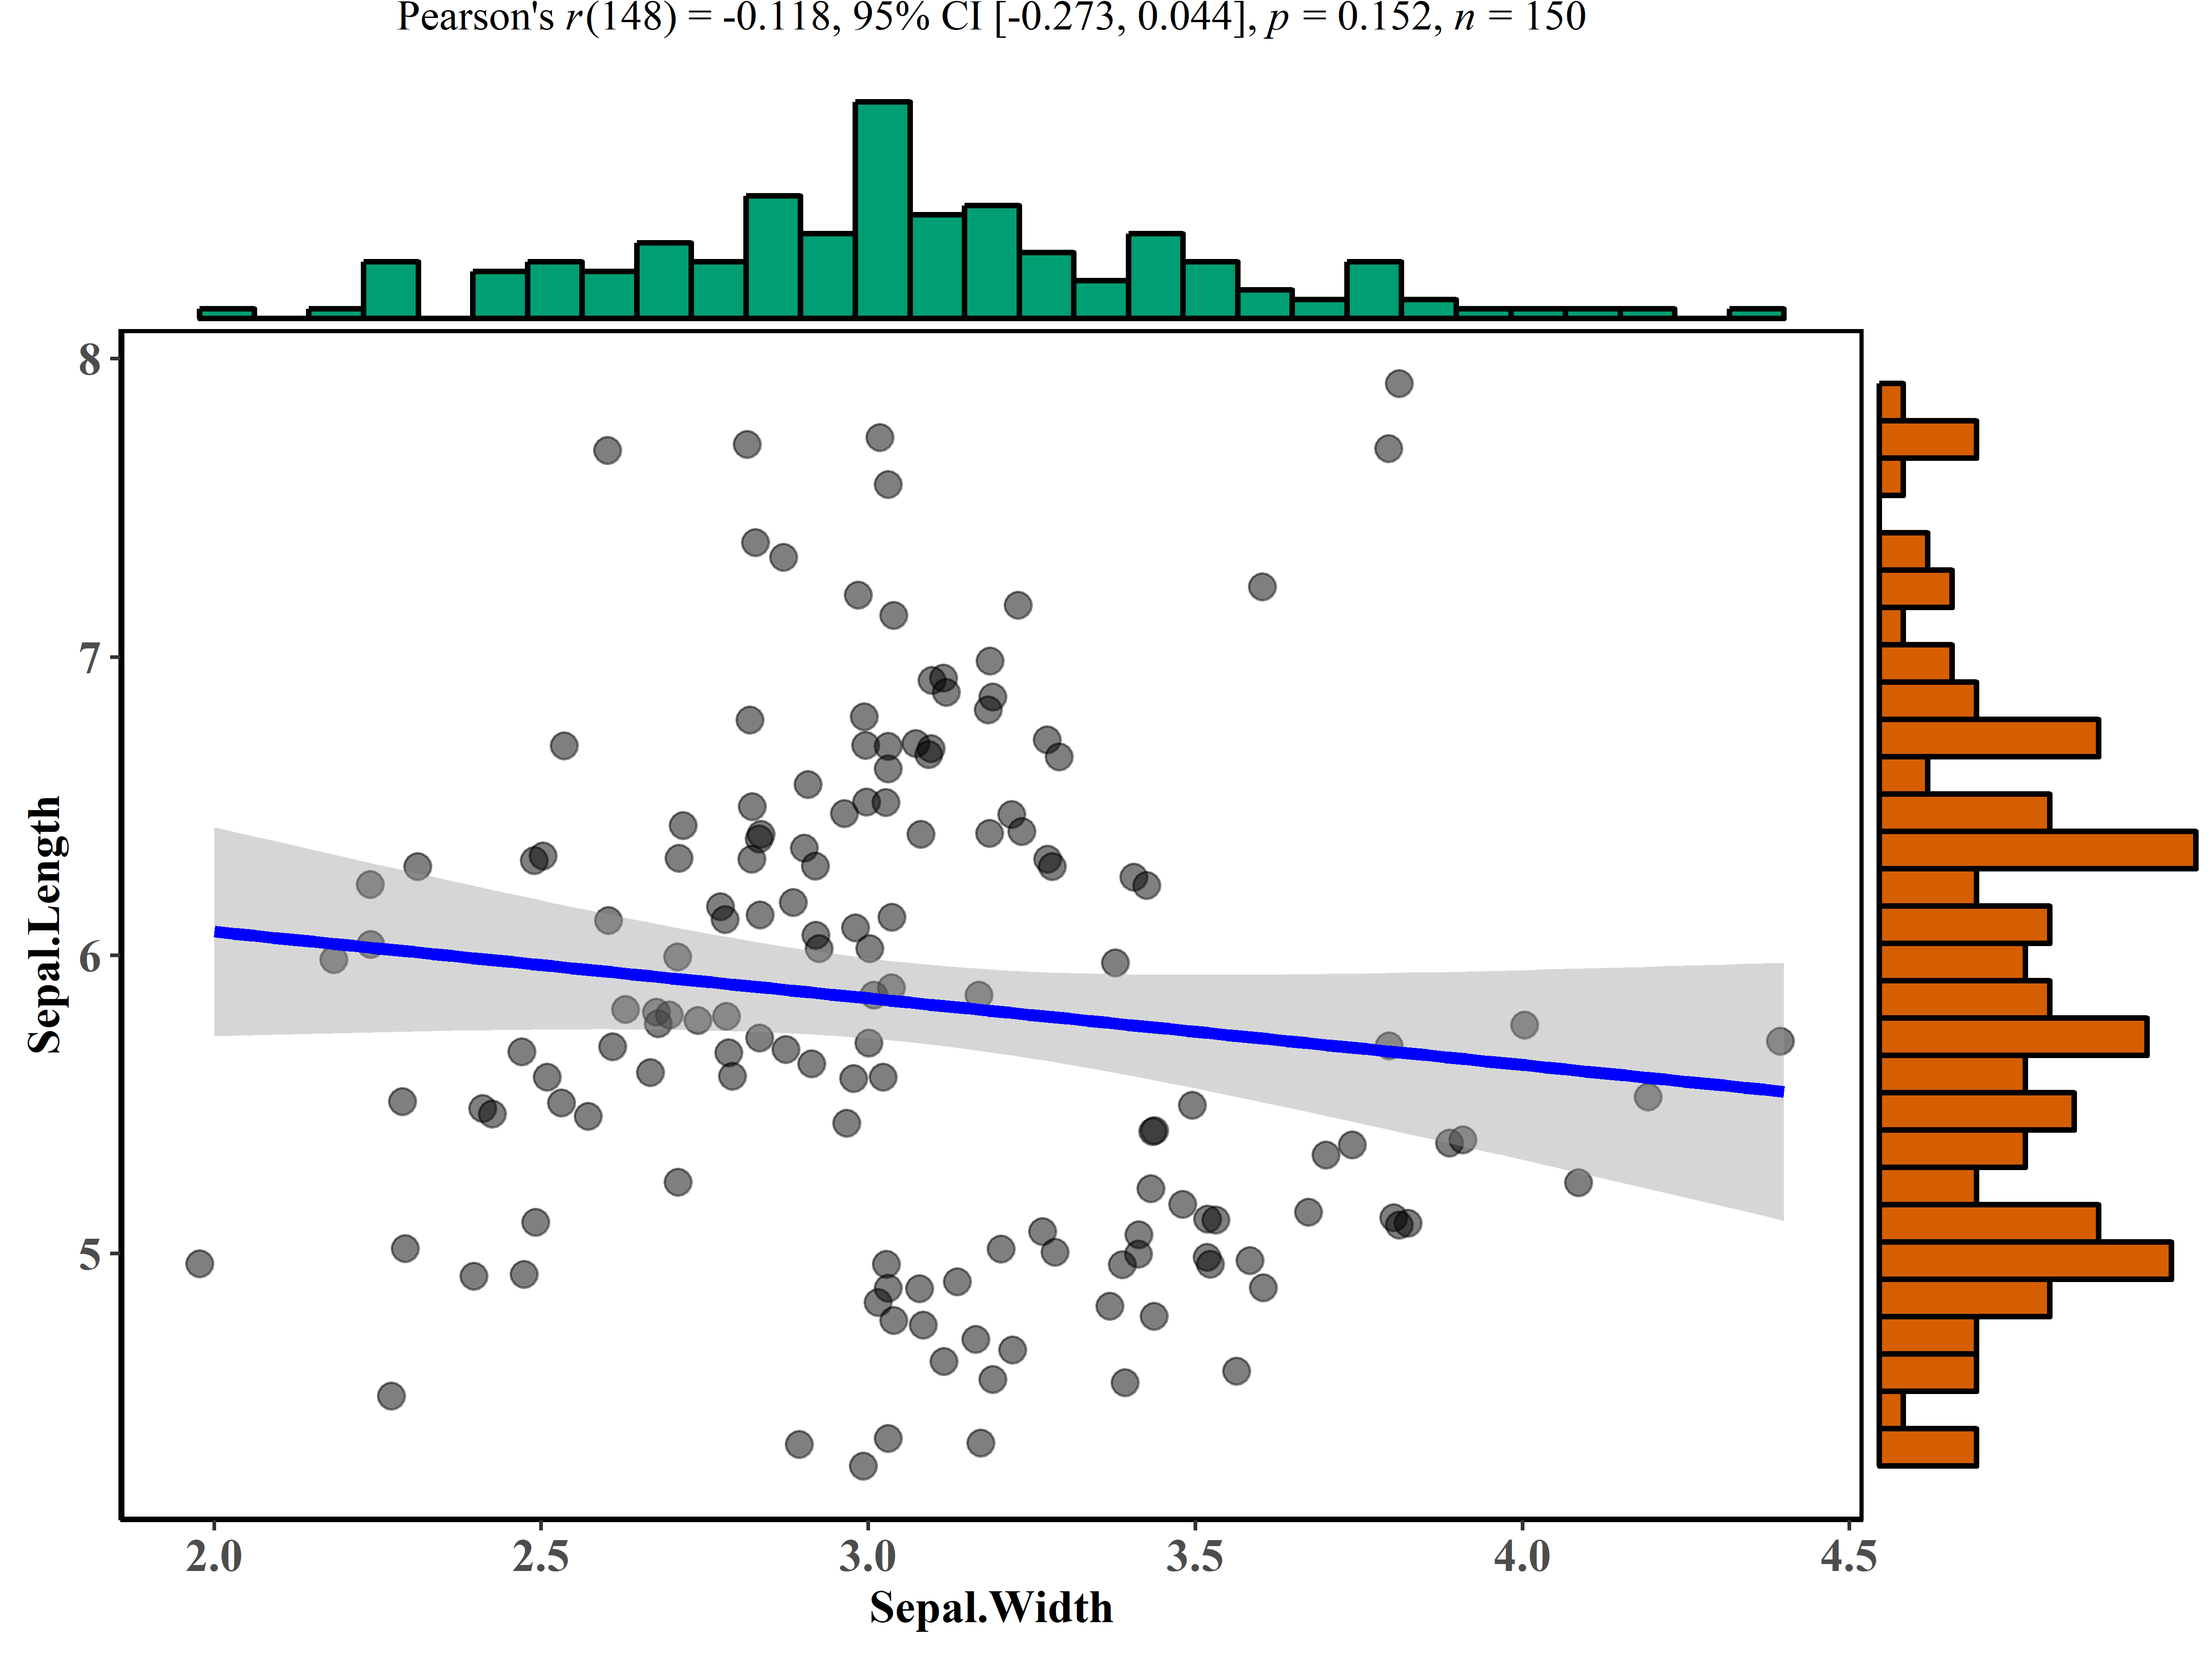 Pearson's r(148) = -0.118, 95% CI [-0.273, 0.044], p = 0.152, n = 150
8
7
6
5
Sepal.Length
2.0 2.5 3.0 3.5 4.0 4.5
Sepal.Width